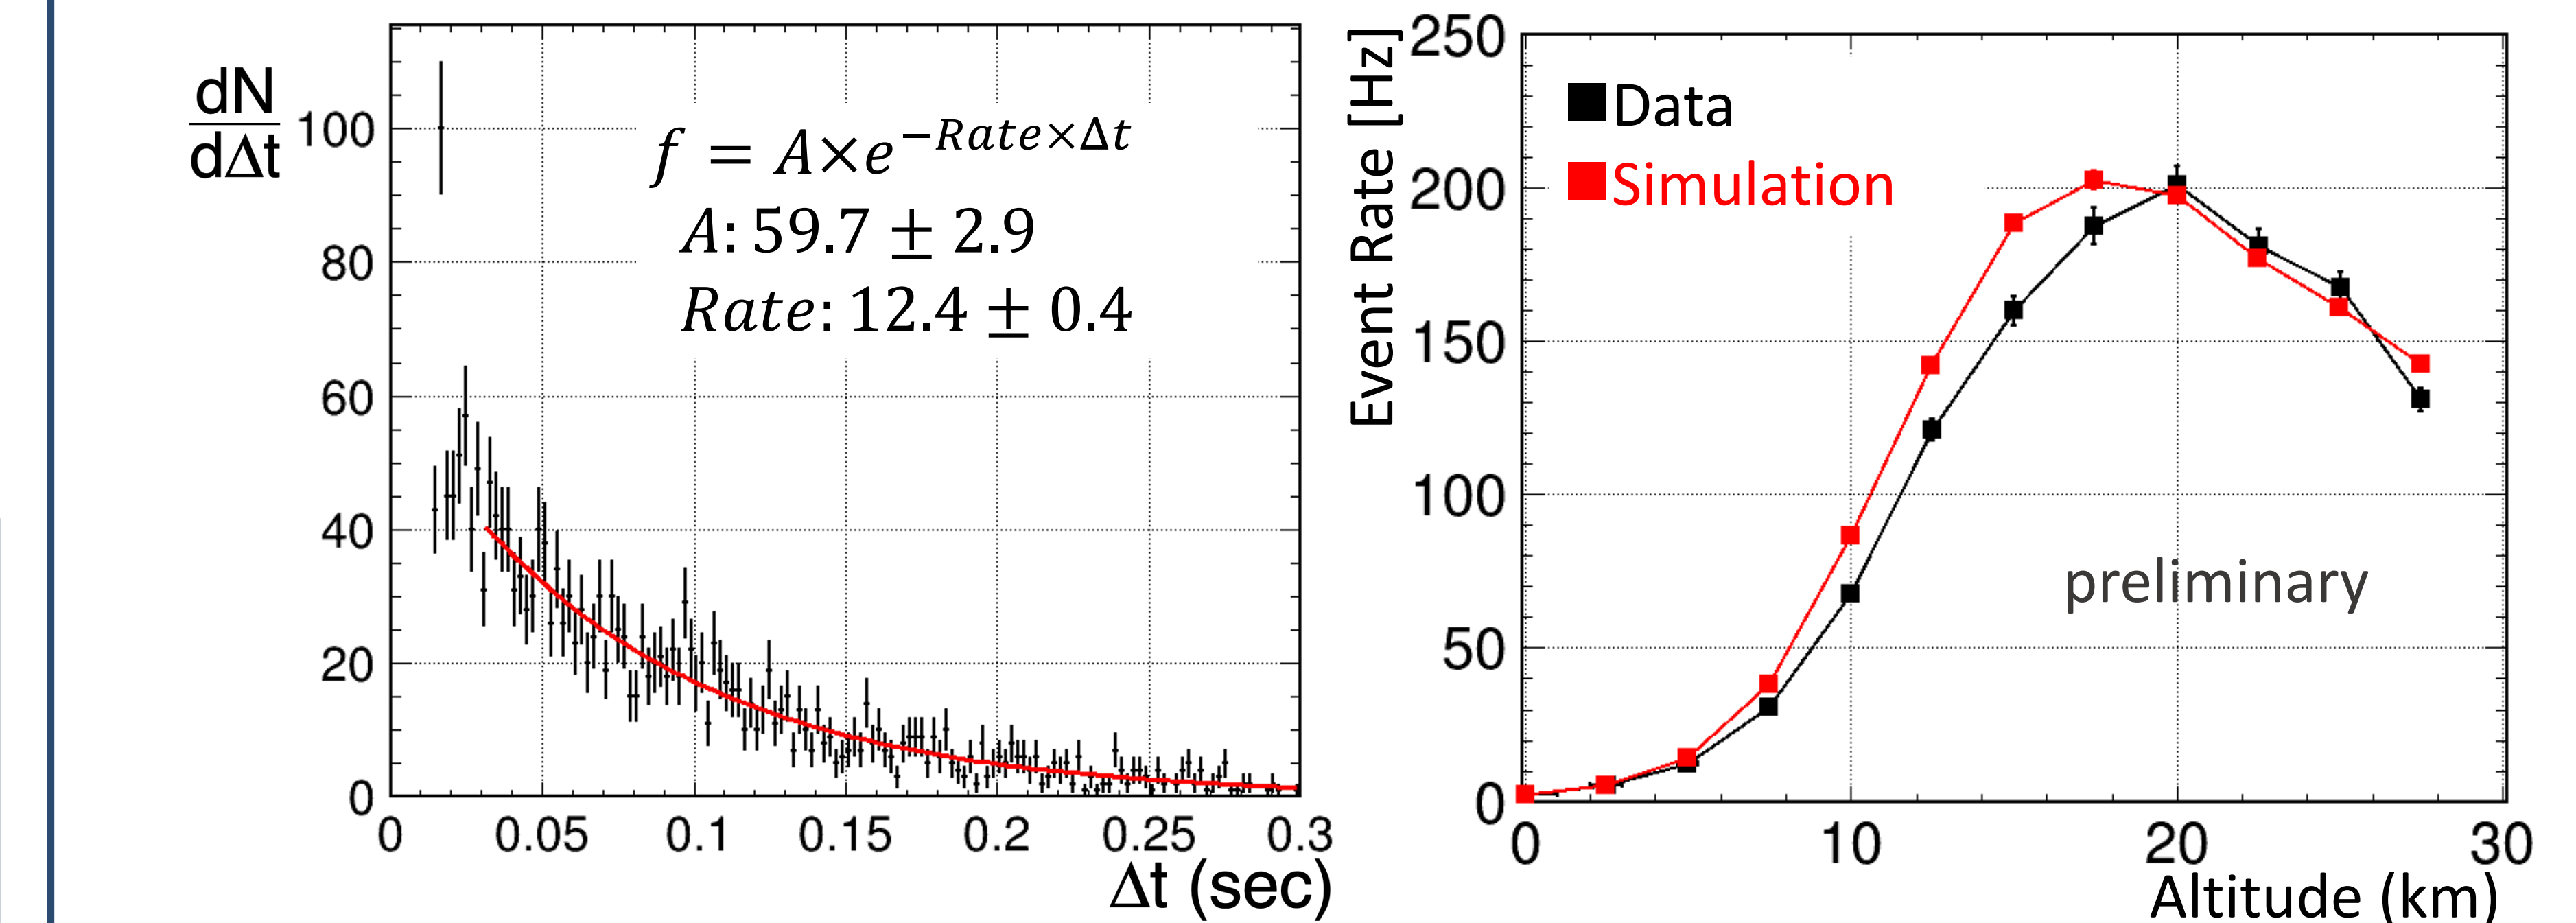 dN
dΔt
100
80
60
40
20
0
f = A×e^{−Rate×Δt}
A: 59.7 ± 2.9
Rate: 12.4 ± 0.4
0 0.05 0.1 0.15 0.2 0.25 0.3
Δt (sec)
Event Rate [Hz]
250
200
150
100
50
0
Data
Simulation
preliminary
0 10 20 30
Altitude (km)